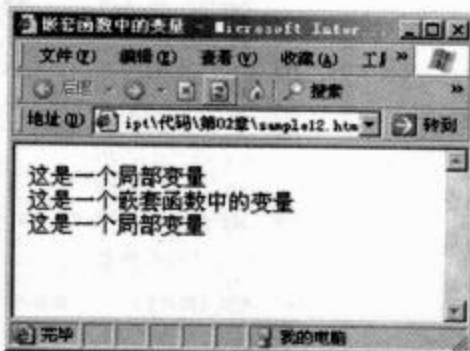 嵌套函数中的变量 - Microsoft Inter
文件(F) 编辑(E) 查看(V) 收藏(A) 工具 »
后退 搜索 »
地址(D) ipt\代码\第02章\sample12.htm 转到
这是一个局部变量
这是一个嵌套函数中的变量
这是一个局部变量
完毕 我的电脑